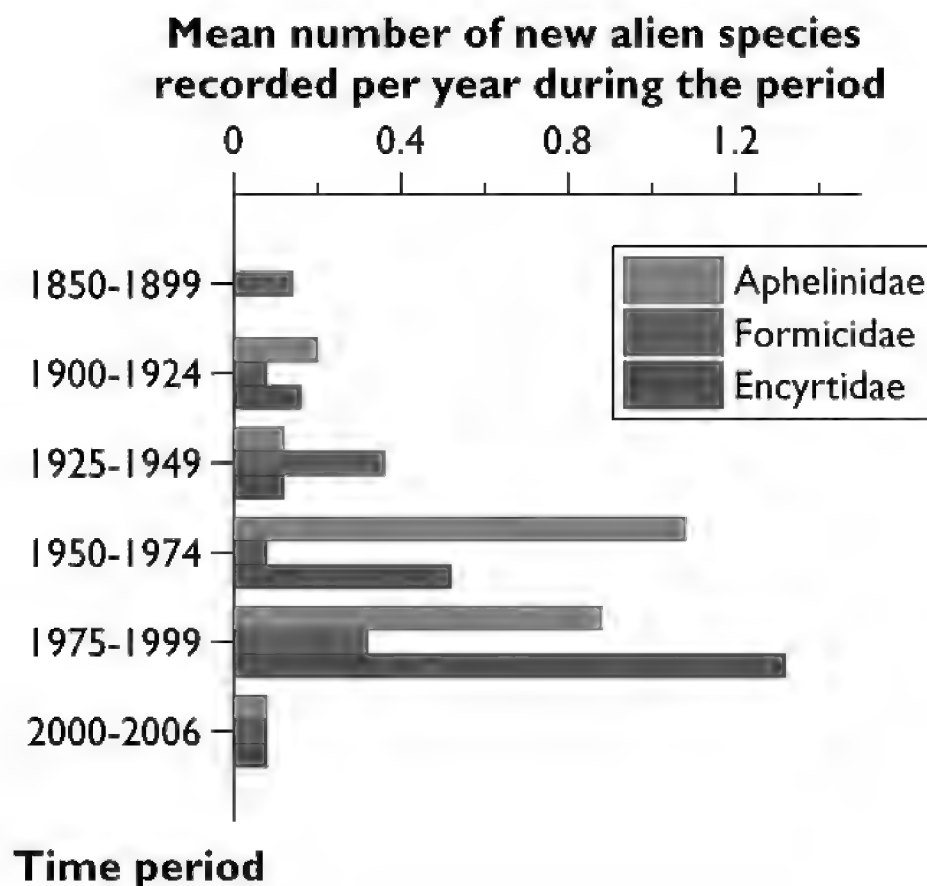 Mean number of new alien species
recorded per year during the period
0 0.4 0.8 1.2
1850-1899
1900-1924
1925-1949
1950-1974
1975-1999
2000-2006
Aphelinidae
Formicidae
Encyrtidae
Time period